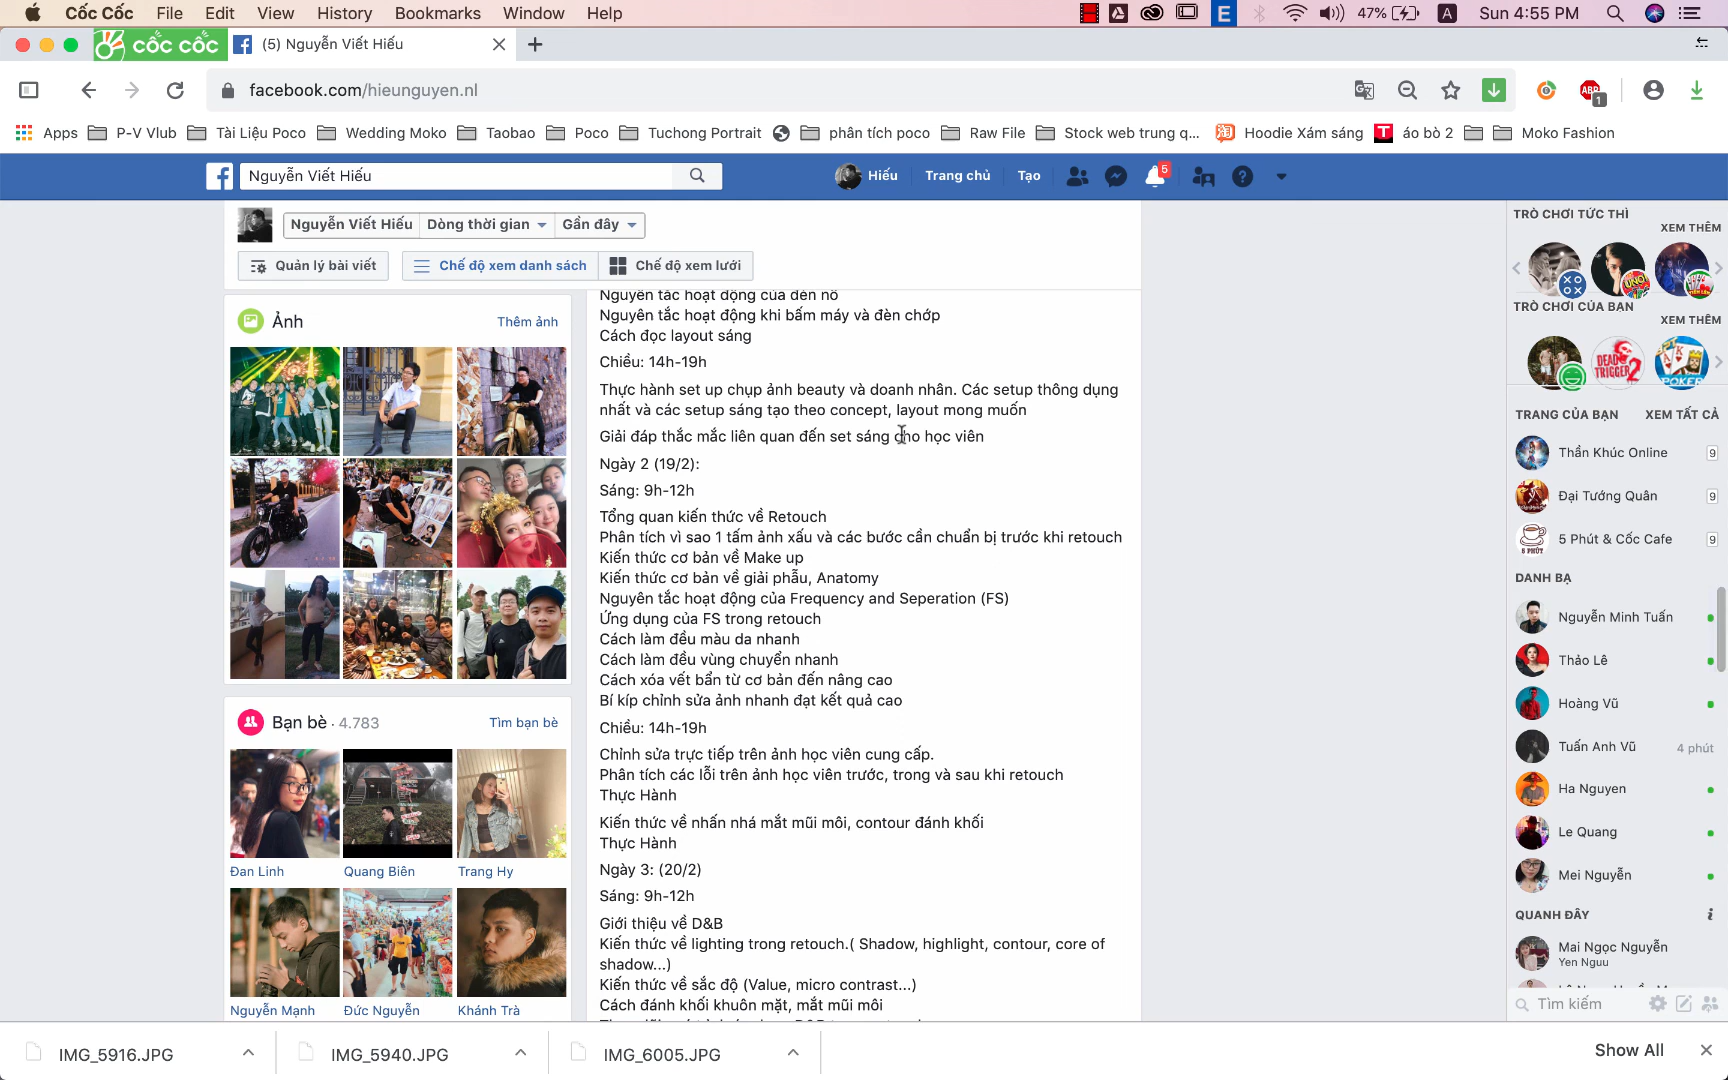 Cốc Cốc File Edit View History Bookmarks Window Help
47% A Sun 4:55 PM
cốc cốc (5) Nguyễn Viết Hiếu
facebook.com/hieunguyen.nl
ABP 1
Apps P-V Vlub Tài Liệu Poco Wedding Moko Taobao Poco Tuchong Portrait phân tích poco Raw File Stock web trung q... Hoodie Xám sáng áo bò 2 Moko Fashion
Nguyễn Viết Hiếu
Hiếu Trang chủ Tạo 5
Nguyễn Viết Hiếu Dòng thời gian Gần đây
Quản lý bài viết Chế độ xem danh sách Chế độ xem lưới
Ảnh Thêm ảnh
Bạn bè · 4.783 Tìm bạn bè
Đan Linh Quang Biên Trang Hy
Nguyễn Mạnh Đức Nguyễn Khánh Trà
Nguyên tắc hoạt động của đèn nổ
Nguyên tắc hoạt động khi bấm máy và đèn chớp
Cách đọc layout sáng
Chiều: 14h-19h
Thực hành set up chụp ảnh beauty và doanh nhân. Các setup thông dụng
nhất và các setup sáng tạo theo concept, layout mong muốn
Giải đáp thắc mắc liên quan đến set sáng cho học viên
Ngày 2 (19/2):
Sáng: 9h-12h
Tổng quan kiến thức về Retouch
Phân tích vì sao 1 tấm ảnh xấu và các bước cần chuẩn bị trước khi retouch
Kiến thức cơ bản về Make up
Kiến thức cơ bản về giải phẫu, Anatomy
Nguyên tắc hoạt động của Frequency and Seperation (FS)
Ứng dụng của FS trong retouch
Cách làm đều màu da nhanh
Cách làm đều vùng chuyển nhanh
Cách xóa vết bẩn từ cơ bản đến nâng cao
Bí kíp chỉnh sửa ảnh nhanh đạt kết quả cao
Chiều: 14h-19h
Chỉnh sửa trực tiếp trên ảnh học viên cung cấp.
Phân tích các lỗi trên ảnh học viên trước, trong và sau khi retouch
Thực Hành
Kiến thức về nhấn nhá mắt mũi môi, contour đánh khối
Thực Hành
Ngày 3: (20/2)
Sáng: 9h-12h
Giới thiệu về D&B
Kiến thức về lighting trong retouch.( Shadow, highlight, contour, core of
shadow...)
Kiến thức về sắc độ (Value, micro contrast...)
Cách đánh khối khuôn mặt, mắt mũi môi
TRÒ CHƠI TỨC THÌ
XEM THÊM
TRÒ CHƠI CỦA BẠN
XEM THÊM
DEAD TRIGGER 2
POKER
TRANG CỦA BẠN XEM TẤT CẢ
Thần Khúc Online 9
Đại Tướng Quân 9
5 Phút & Cốc Cafe 9
DANH BẠ
Nguyễn Minh Tuấn
Thảo Lê
Hoàng Vũ
Tuấn Anh Vũ 4 phút
Ha Nguyen
Le Quang
Mei Nguyễn
QUANH ĐÂY
Mai Ngọc Nguyễn
Yen Nguu
Tìm kiếm
IMG_5916.JPG IMG_5940.JPG IMG_6005.JPG Show All